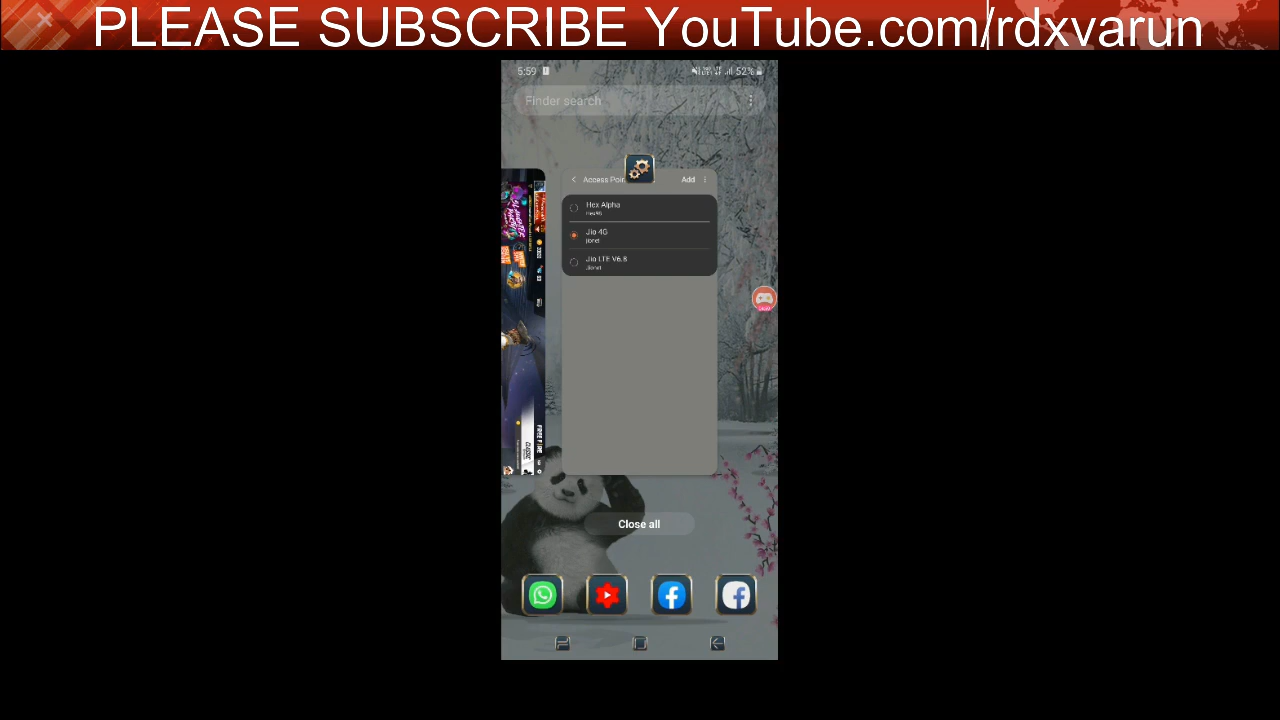 PLEASE SUBSCRIBE YouTube.com/rdxvarun
5:59
52%
Finder search
Access Poin
Add
Hex Alpha
Jio 4G
jionet
Jio LTE V6.8
Jionet
FREE FIRE
CLASSIC
Close all